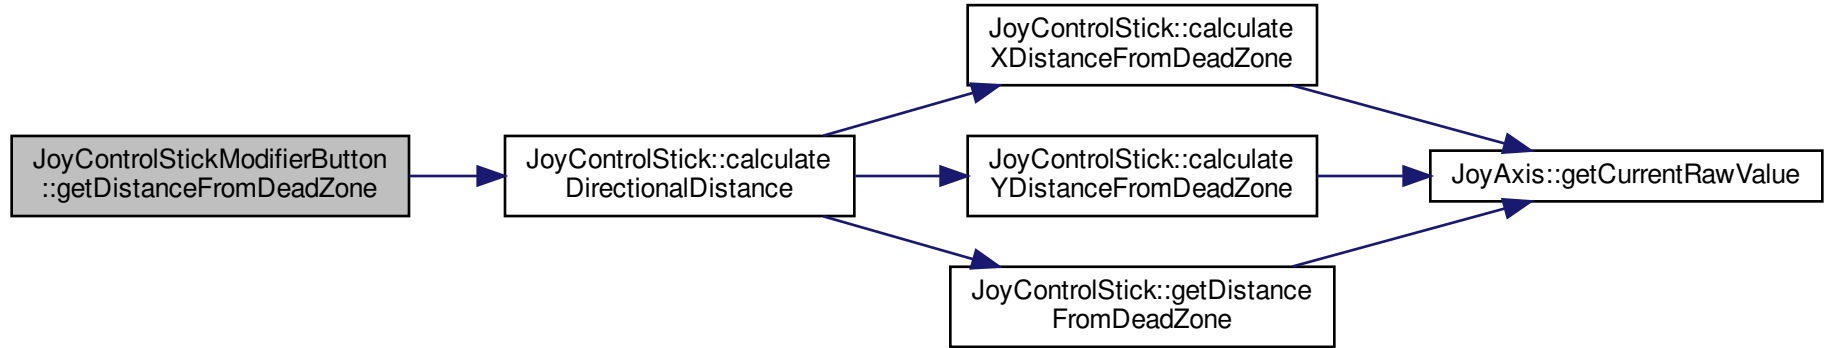 JoyControlStickModifierButton
::getDistanceFromDeadZone
JoyControlStick::calculate
DirectionalDistance
JoyControlStick::calculate
XDistanceFromDeadZone
JoyControlStick::calculate
YDistanceFromDeadZone
JoyControlStick::getDistance
FromDeadZone
JoyAxis::getCurrentRawValue